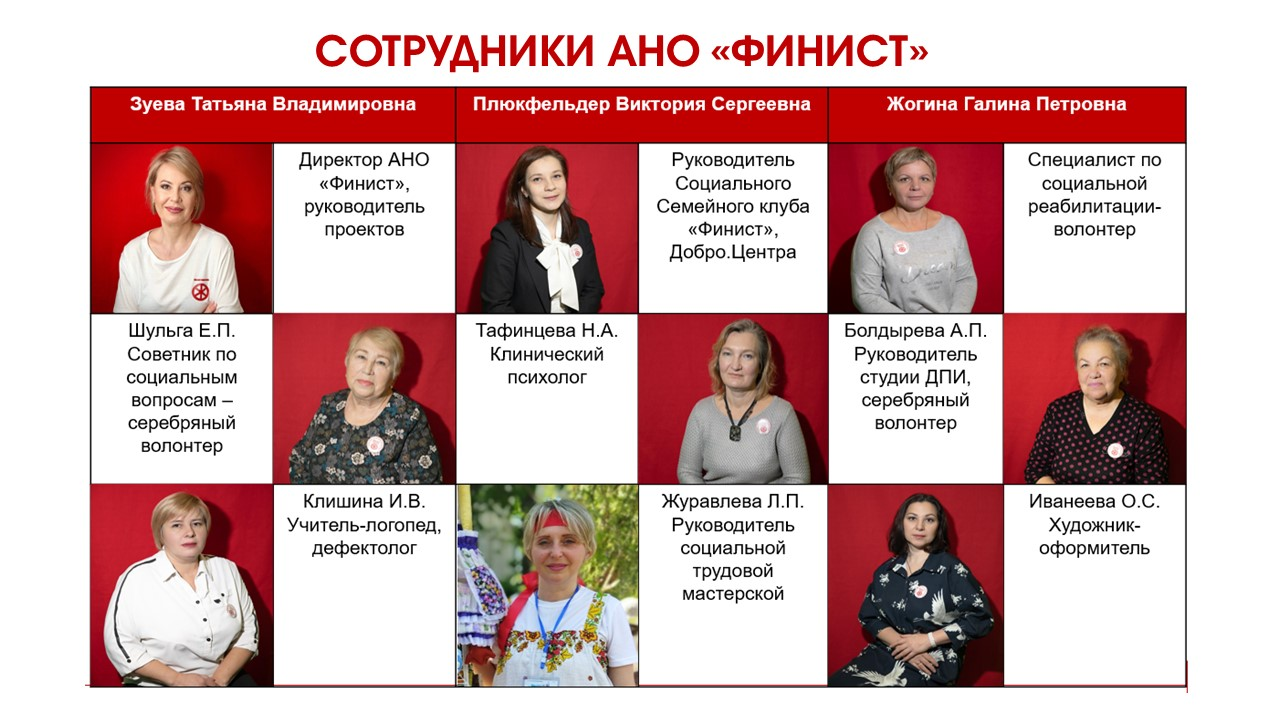 СОТРУДНИКИ АНО «ФИНИСТ»
Зуева Татьяна Владимировна
Плюкфельдер Виктория Сергеевна
Жогина Галина Петровна
Директор АНО
«Финист»,
руководитель
проектов
Руководитель
Социального
Семейного клуба
«Финист»,
Добро.Центра
Специалист по
социальной
реабилитации-
волонтер
Шульга Е.П.
Советник по
социальным
вопросам –
серебряный
волонтер
Тафинцева Н.А.
Клинический
психолог
Болдырева А.П.
Руководитель
студии ДПИ,
серебряный
волонтер
Клишина И.В.
Учитель-логопед,
дефектолог
Журавлева Л.П.
Руководитель
социальной
трудовой
мастерской
Иванеева О.С.
Художник-
оформитель